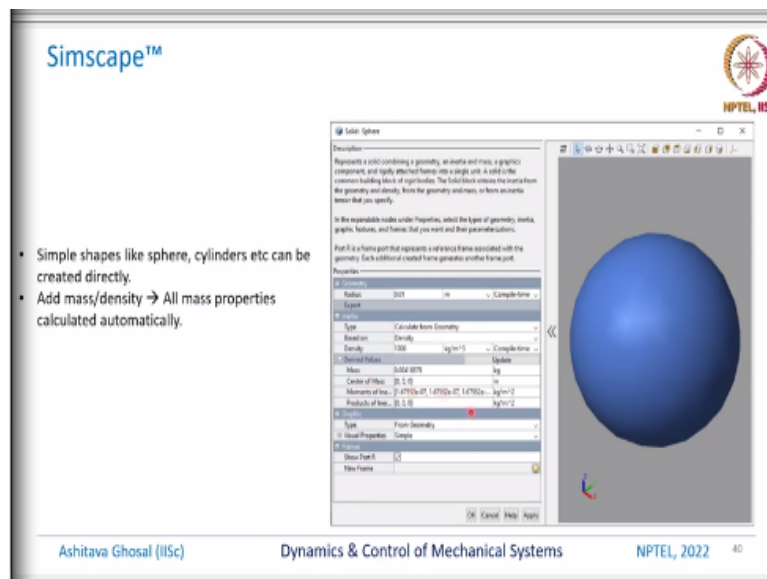 Simscape™
NPTEL, IIS
• Simple shapes like sphere, cylinders etc can be
created directly.
• Add mass/density → All mass properties
calculated automatically.
Solid: Sphere
Description
Represents a solid combining a geometry, an inertia and mass, a graphics
component, and rigidly attached frames into a single unit. A solid is the
common building block of rigid bodies. The Solid block obtains the inertia from
the geometry and density, from the geometry and mass, or from an inertia
tensor that you specify.
In the expandable nodes under Properties, select the types of geometry, inertia,
graphic features, and frames that you want and their parameterizations.
Port R is a frame port that represents a reference frame associated with the
geometry. Each additional created frame generates another frame port.
Properties
Geometry
Radius 0.01 m Compile-time
Export
Inertia
Type Calculate from Geometry
Based on Density
Density 1000 kg/m^3 Compile-time
Derived Values Update
Mass 0.0041887 kg
Center of Mass [0, 0, 0] m
Moments of Ine... kg*m^2
Products of Ine... [0, 0, 0] kg*m^2
Graphic
Type From Geometry
Visual Properties Simple
Frames
Show Port R
New Frame
OK Cancel Help Apply
Ashitava Ghosal (IISc) Dynamics & Control of Mechanical Systems NPTEL, 2022 40